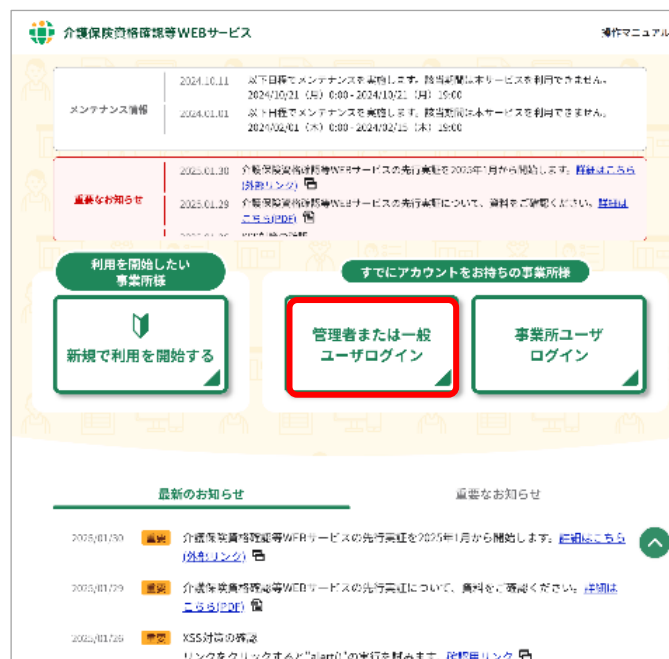 介護保険資格確認等WEBサービス
操作マニュアル
メンテナンス情報
2024.10.11 以下日程でメンテナンスを実施します。該当期間は本サービスを利用できません。
2024/10/21（月）0:00 - 2024/10/21（月）19:00
2024.01.01 以下日程でメンテナンスを実施します。該当期間は本サービスを利用できません。
2024/02/01（木）0:00 - 2024/02/15（木）19:00
重要なお知らせ
2025.01.30 介護保険資格確認等WEBサービスの先行実証を2025年1月から開始します。詳細はこちら
(外部リンク)
2025.01.29 介護保険資格確認等WEBサービスの先行実証について、資料をご確認ください。詳細は
こちら(PDF)
利用を開始したい
事業所様
新規で利用を開始する
すでにアカウントをお持ちの事業所様
管理者または一般
ユーザログイン
事業所ユーザ
ログイン
最新のお知らせ
重要なお知らせ
2025/01/30 重要 介護保険資格確認等WEBサービスの先行実証を2025年1月から開始します。詳細はこちら
(外部リンク)
2025/01/29 重要 介護保険資格確認等WEBサービスの先行実証について、資料をご確認ください。詳細は
こちら(PDF)
2025/01/26 重要 XSS対策の確認
リンクをクリックすると"alert()"の実行を試みます。確認用リンク